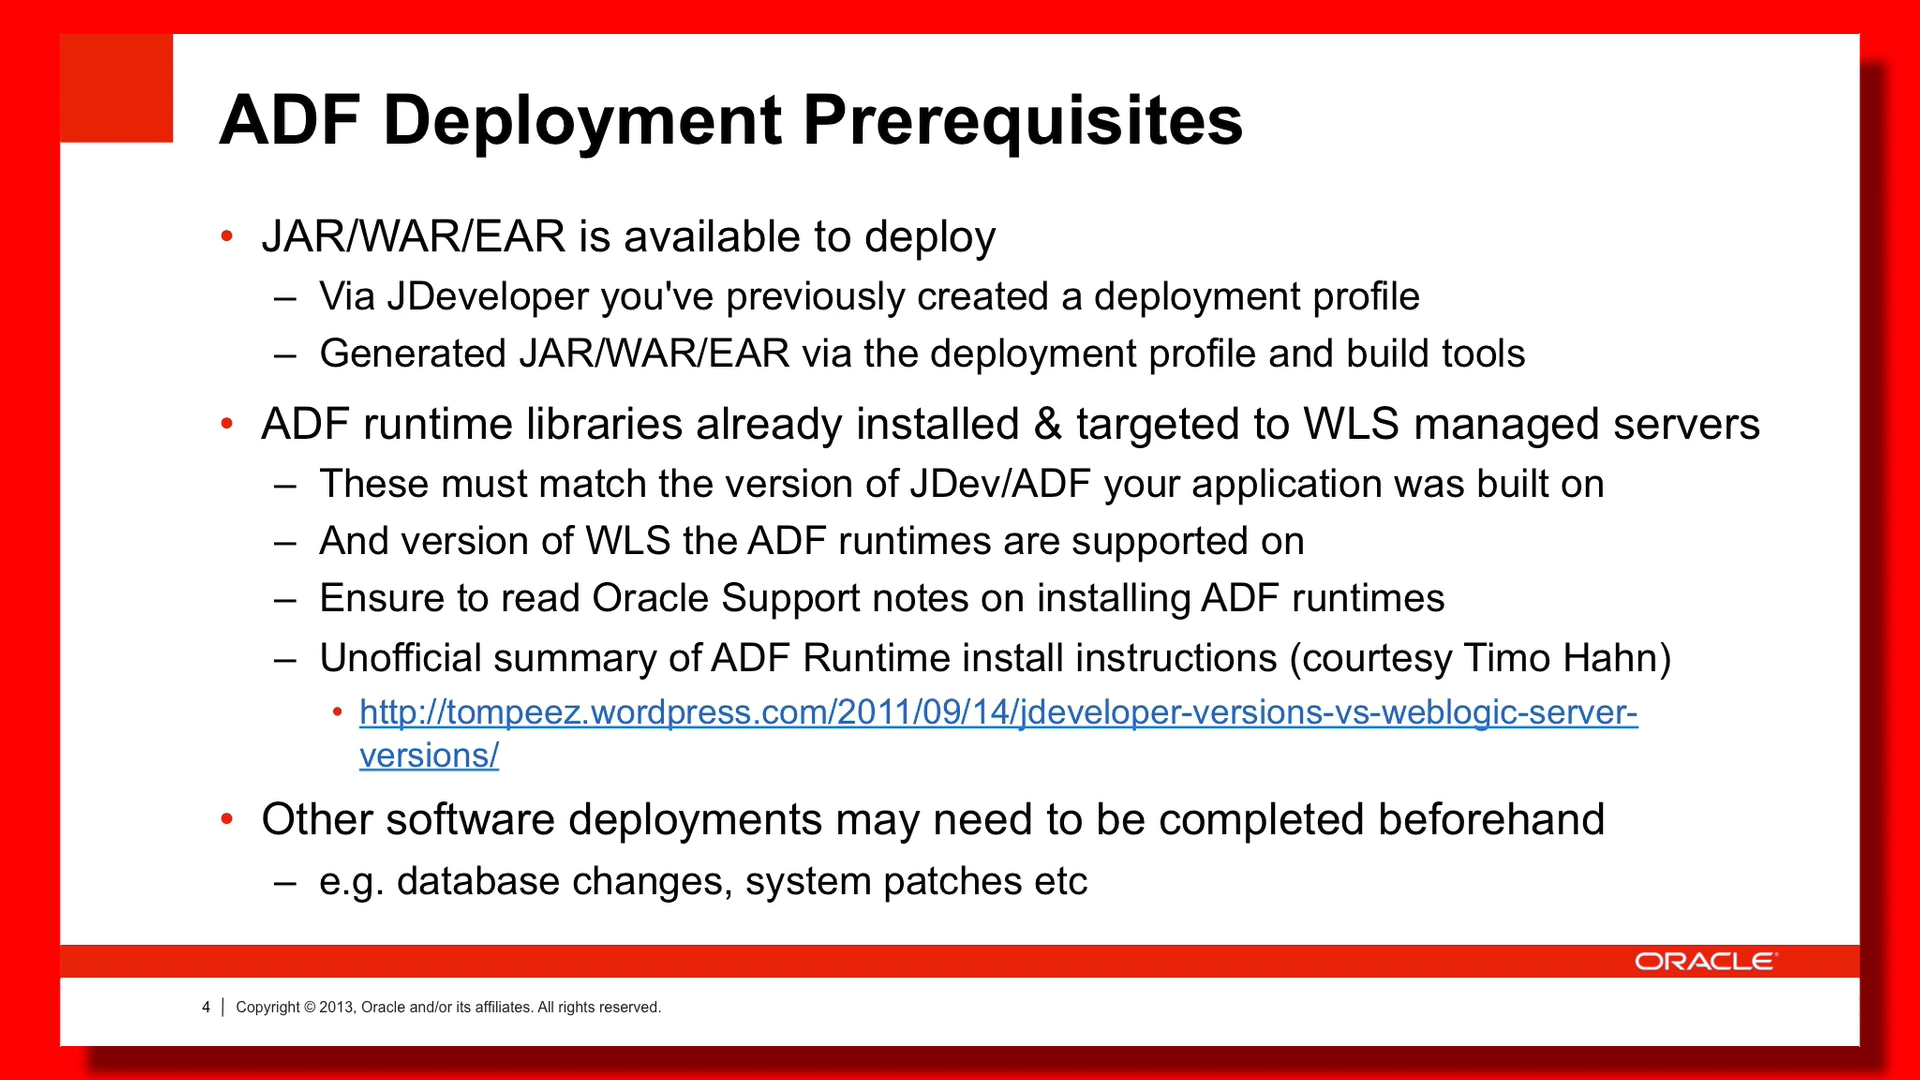 ADF Deployment Prerequisites
• JAR/WAR/EAR is available to deploy
– Via JDeveloper you've previously created a deployment profile
– Generated JAR/WAR/EAR via the deployment profile and build tools
• ADF runtime libraries already installed & targeted to WLS managed servers
– These must match the version of JDev/ADF your application was built on
– And version of WLS the ADF runtimes are supported on
– Ensure to read Oracle Support notes on installing ADF runtimes
– Unofficial summary of ADF Runtime install instructions (courtesy Timo Hahn)
• http://tompeez.wordpress.com/2011/09/14/jdeveloper-versions-vs-weblogic-server-
versions/
• Other software deployments may need to be completed beforehand
– e.g. database changes, system patches etc
ORACLE
4 | Copyright © 2013, Oracle and/or its affiliates. All rights reserved.